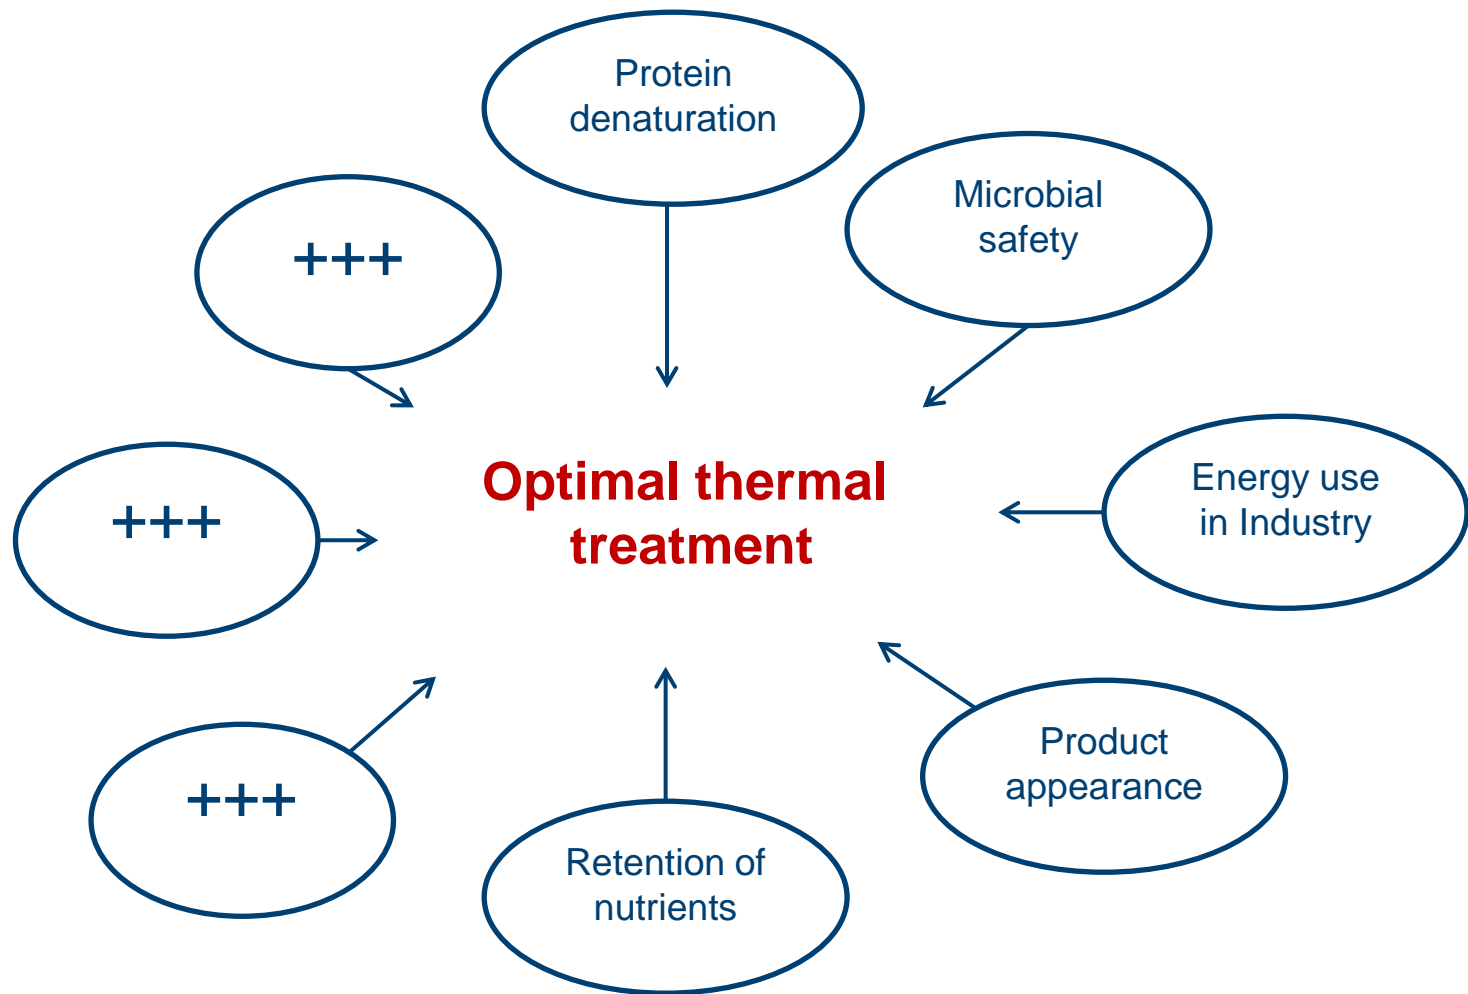 Protein
denaturation
Microbial
safety
+++
Optimal thermal
treatment
Energy use
in Industry
+++
Product
appearance
+++
Retention of
nutrients